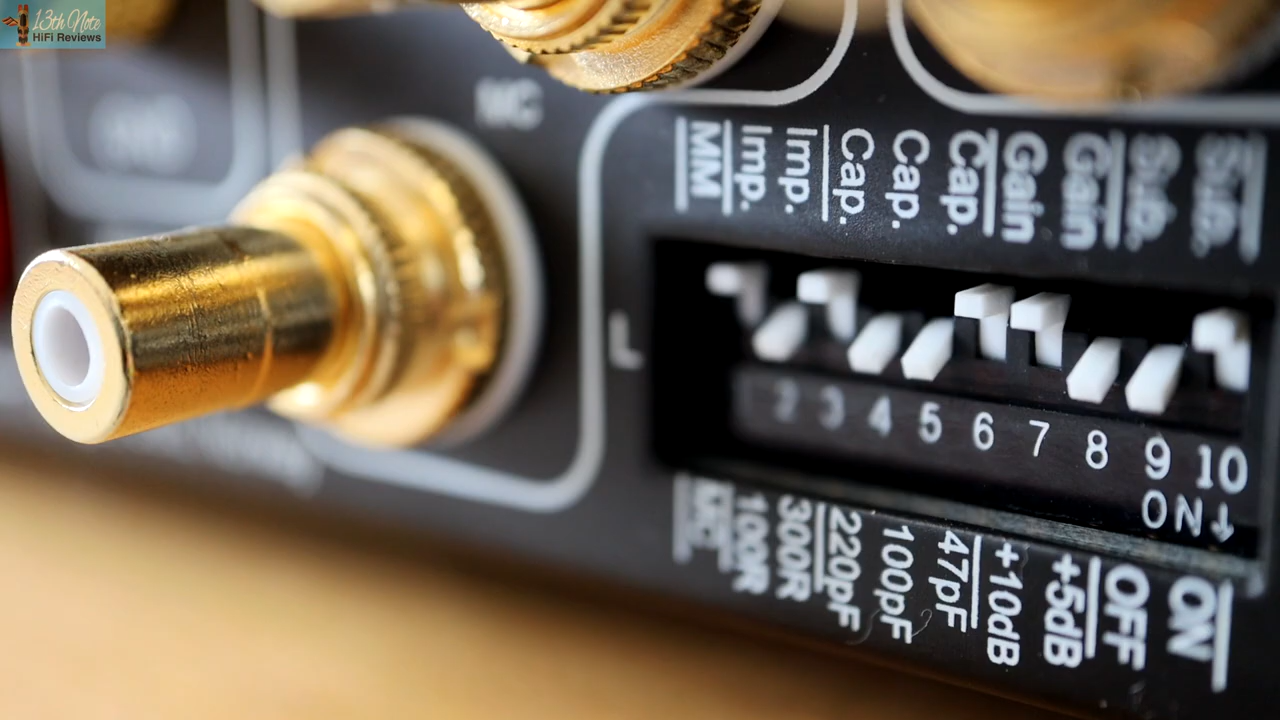 13th Note
HiFi Reviews
MC
MM
Imp.
Imp.
Cap.
Cap.
Cap.
Gain
Gain
Sub.
Sub.
L
2 3 4 5 6 7 8 9 10
ON↓
MC
100R
300R
220pF
100pF
47pF
+10dB
+5dB
OFF
ON